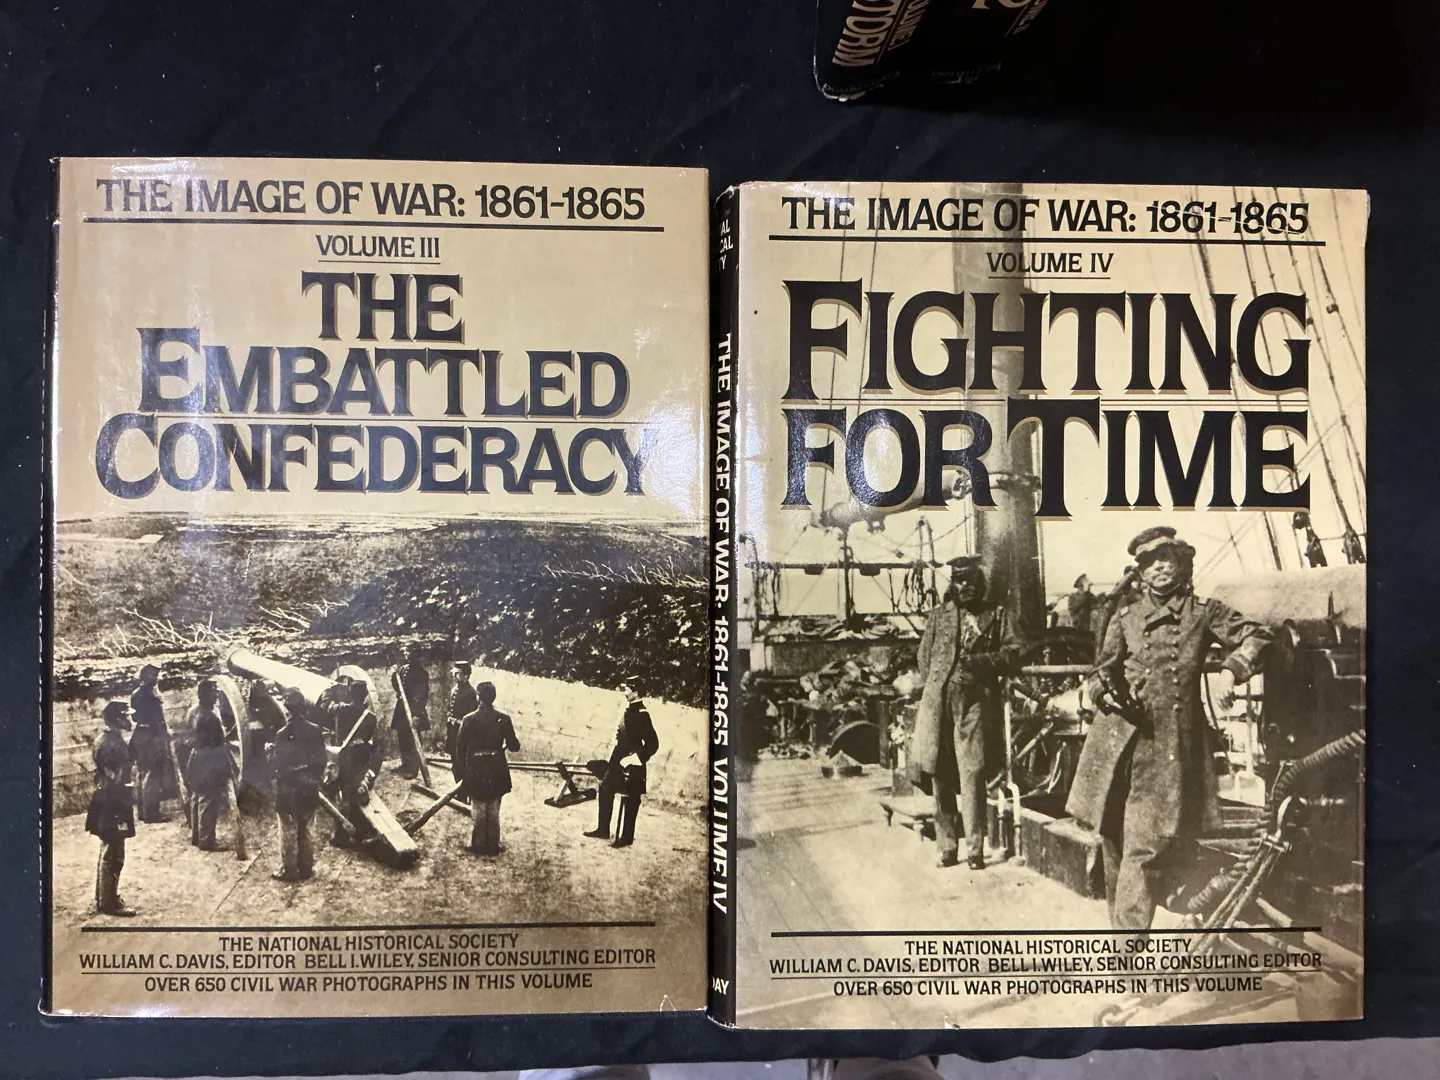 THE IMAGE OF WAR: 1861-1865
VOLUME III
THE
EMBATTLED
CONFEDERACY
THE NATIONAL HISTORICAL SOCIETY
WILLIAM C. DAVIS, EDITOR BELL I. WILEY, SENIOR CONSULTING EDITOR
OVER 650 CIVIL WAR PHOTOGRAPHS IN THIS VOLUME
THE IMAGE OF WAR: 1861-1865 VOLUME IV
THE IMAGE OF WAR: 1861-1865
VOLUME IV
FIGHTING
FOR TIME
THE NATIONAL HISTORICAL SOCIETY
WILLIAM C. DAVIS, EDITOR BELL I. WILEY, SENIOR CONSULTING EDITOR
OVER 650 CIVIL WAR PHOTOGRAPHS IN THIS VOLUME